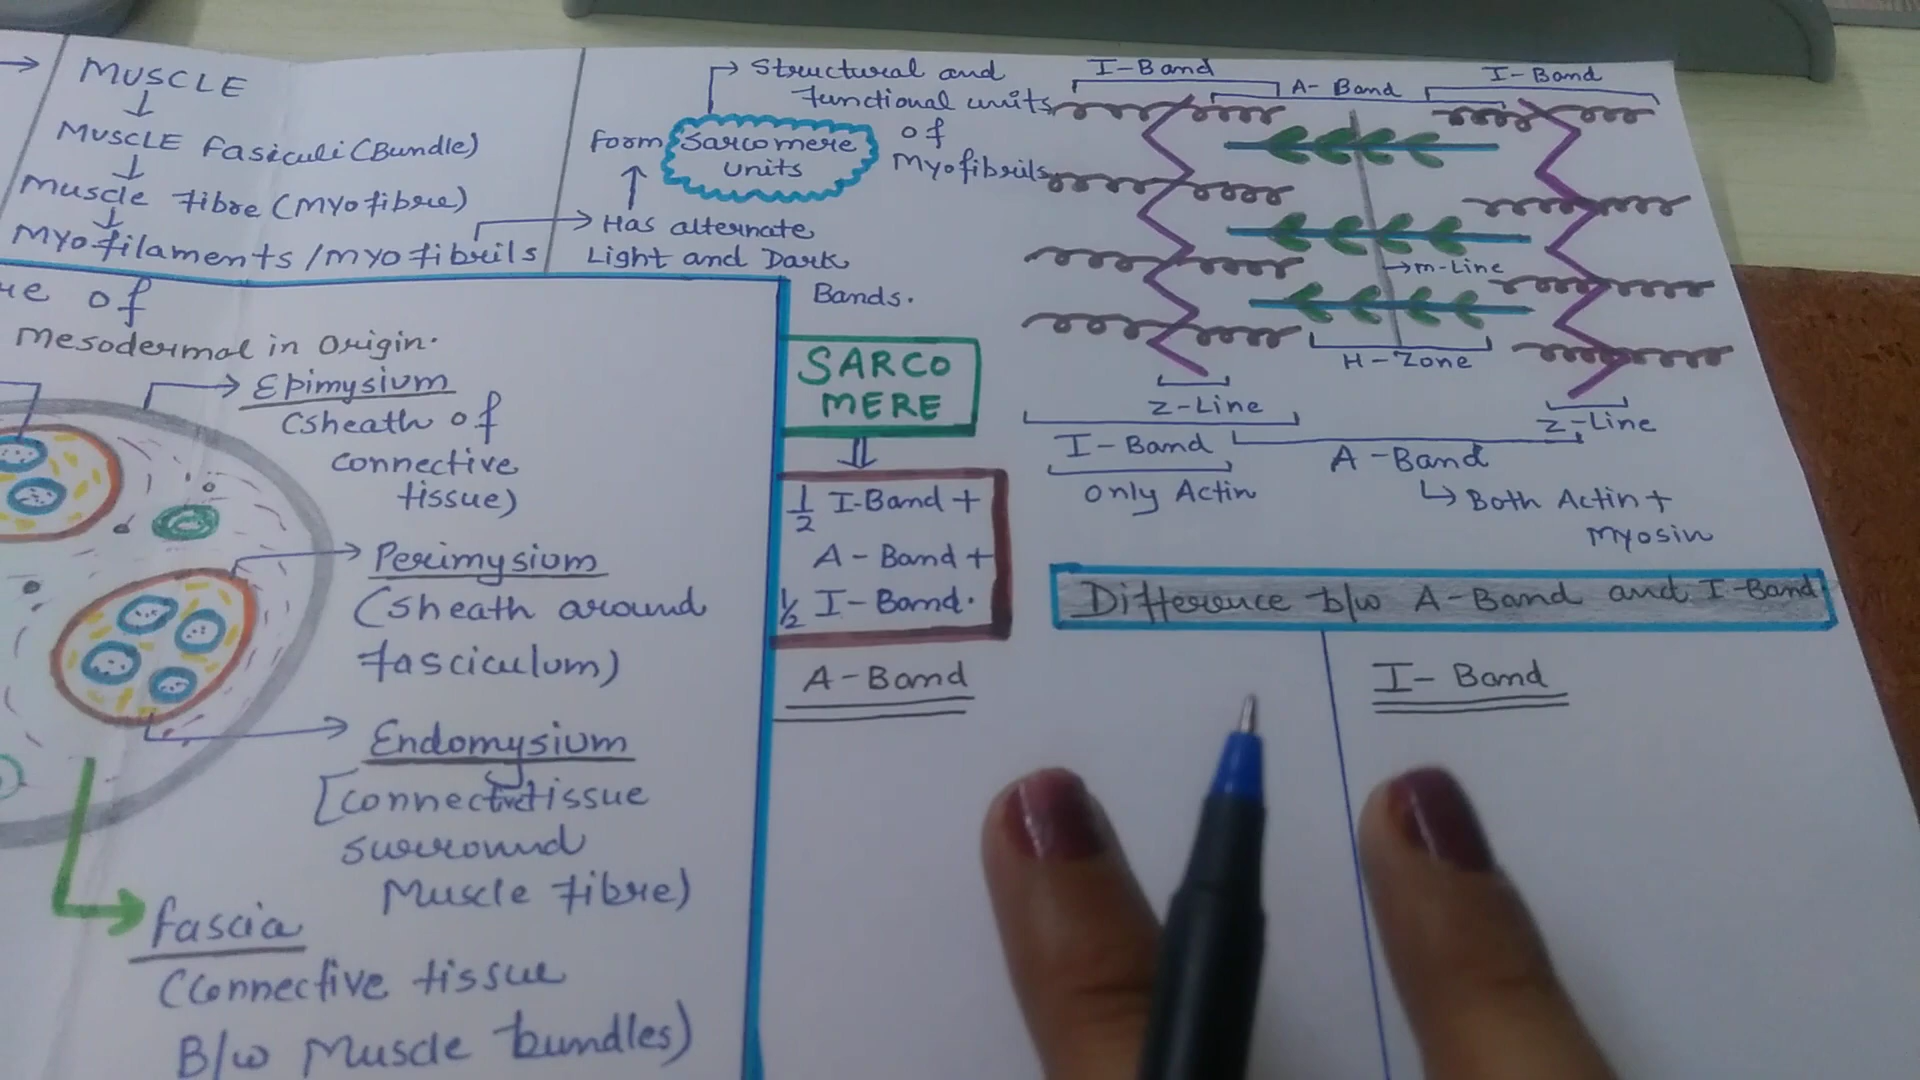 MUSCLE
MUSCLE fasiculi (Bundle)
Muscle fibre (Myofibre)
Myofilaments / myofibrils
Structural and
functional units
of
Myofibrils
form
Sarcomere
units
Has alternate
Light and Dark
Bands.
I-Band
A-Band
I-Band
m-Line
H-Zone
Z-Line
Z-Line
I-Band
only Actin
A-Band
Both Actin +
Myosin
of
Mesodermal in Origin.
Epimysium
(sheath of
connective
tissue)
Perimysium
(sheath around
fasciculum)
Endomysium
[connective tissue
surround
Muscle fibre)
fascia
(Connective tissue
B/w Muscle bundles)
SARCO
MERE
1/2 I-Band +
A-Band +
1/2 I-Band.
Difference b/w A-Band and I-Band
A-Band
I-Band